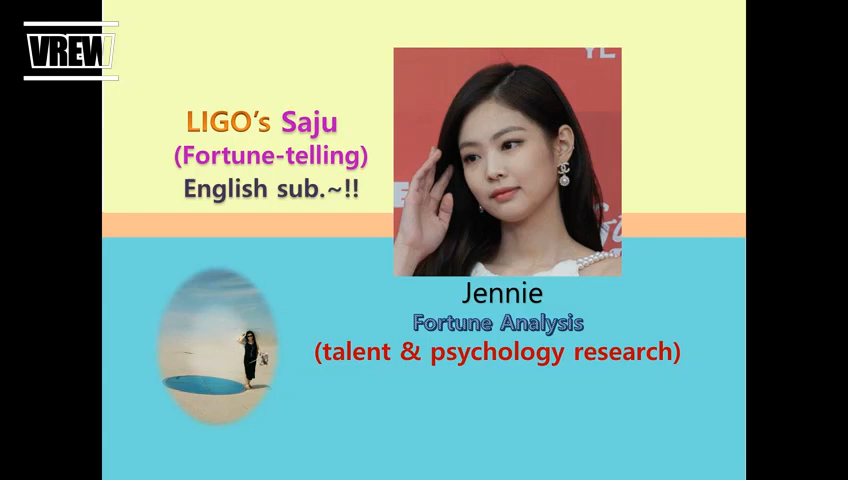 VREW
LIGO's Saju
(Fortune-telling)
English sub.~!!
Jennie
Fortune Analysis
(talent & psychology research)